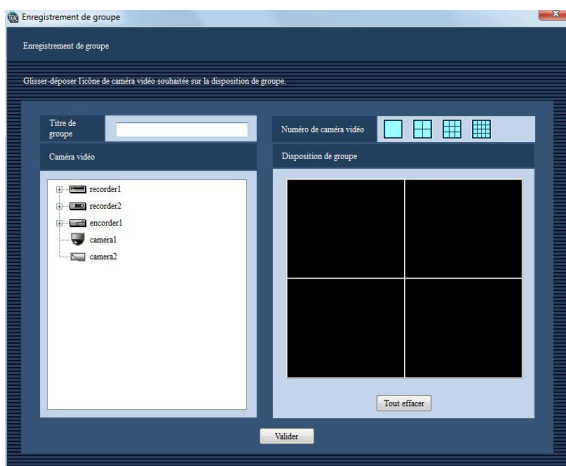 Enregistrement de groupe
Enregistrement de groupe
Glisser-déposer l'icône de caméra vidéo souhaitée sur la disposition de groupe.
Titre de
groupe
Numéro de caméra vidéo
Caméra vidéo
Disposition de groupe
recorder1
recorder2
encorder1
camera1
camera2
Tout effacer
Valider